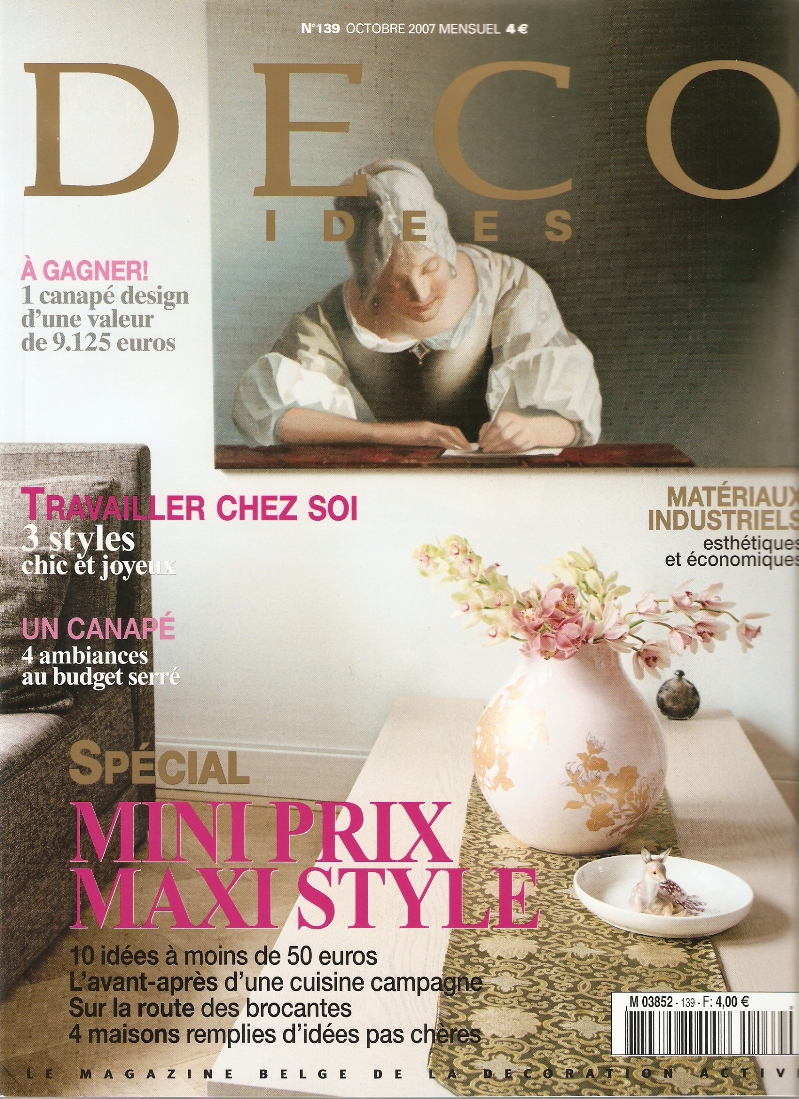 N°139 OCTOBRE 2007 MENSUEL 4 €
DECO
IDEES
À GAGNER!
1 canapé design
d'une valeur
de 9.125 euros
TRAVAILLER CHEZ SOI
3 styles
chic et joyeux
MATÉRIAUX
INDUSTRIELS
esthétiques
et économiques
UN CANAPÉ
4 ambiances
au budget serré
SPÉCIAL
MINI PRIX
MAXI STYLE
10 idées à moins de 50 euros
L'avant-après d'une cuisine campagne
Sur la route des brocantes
4 maisons remplies d'idées pas chères
M 03852 - 139 - F: 4,00 €
LE MAGAZINE BELGE DE LA DECORATION ACTIVE